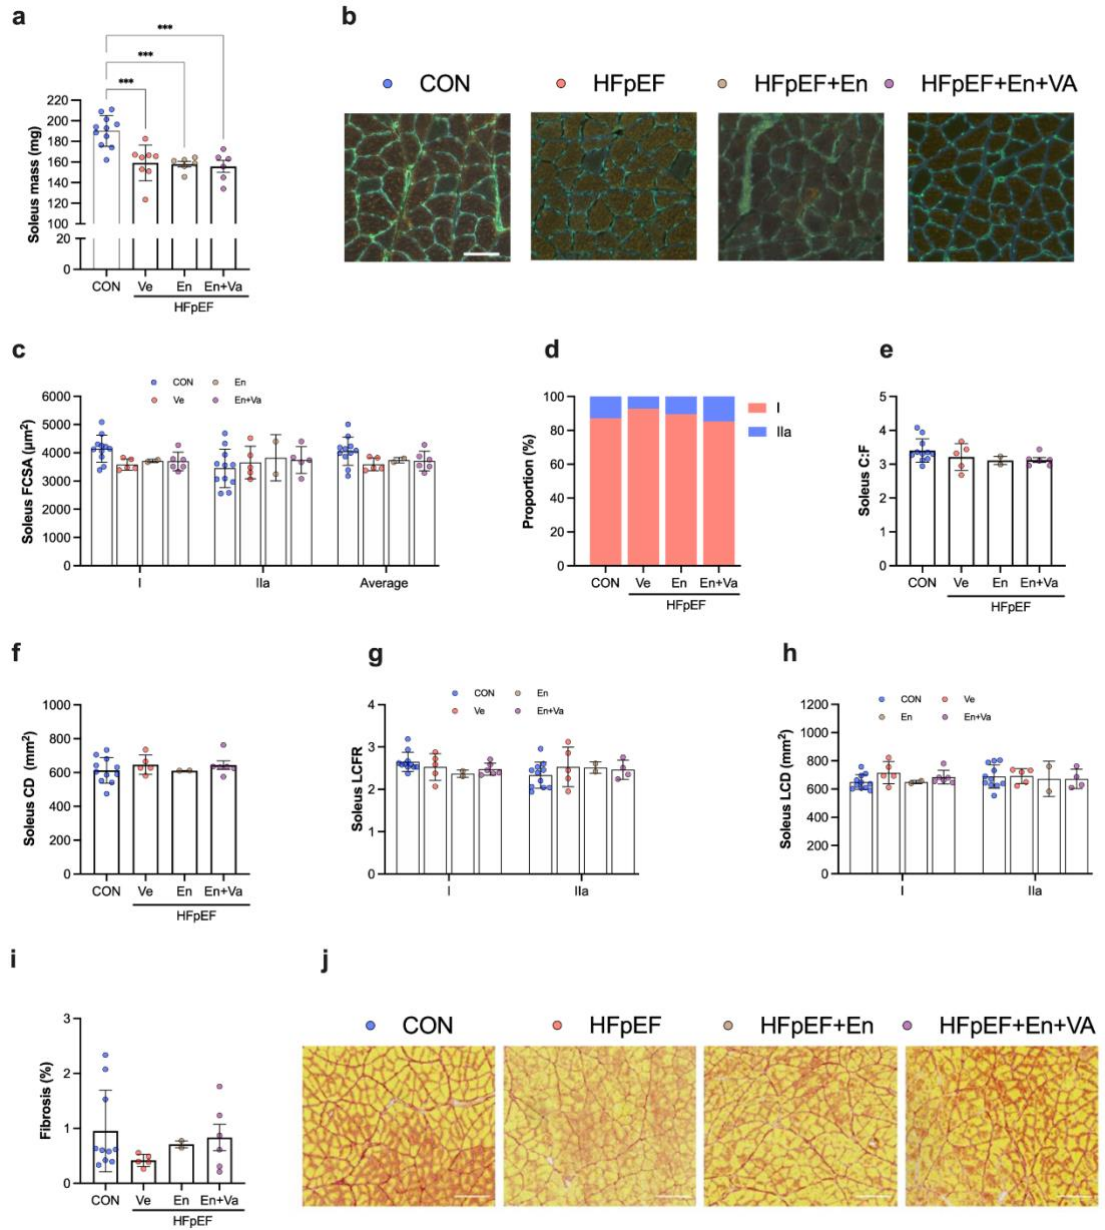 a
***
***
***
Soleus mass (mg)
220
200
180
160
140
120
100
20
0
CON Ve En En+Va
HFpEF
b
CON HFpEF HFpEF+En HFpEF+En+VA
c
CON En
Ve En+Va
Soleus FCSA (µm²)
6000
5000
4000
3000
2000
1000
0
I IIa Average
d
Proportion (%)
100
80
60
40
20
0
I
IIa
CON Ve En En+Va
HFpEF
e
Soleus C:F
5
4
3
2
1
0
CON Ve En En+Va
HFpEF
f
Soleus CD (mm²)
1000
800
600
400
200
0
CON Ve En En+Va
HFpEF
g
CON En
Ve En+Va
Soleus LCFR
4
3
2
1
0
I IIa
h
CON Ve
En En+Va
Soleus LCD (mm²)
1200
1000
800
600
400
200
0
I IIa
i
Fibrosis (%)
3
2
1
0
CON Ve En En+Va
HFpEF
j
CON HFpEF HFpEF+En HFpEF+En+VA